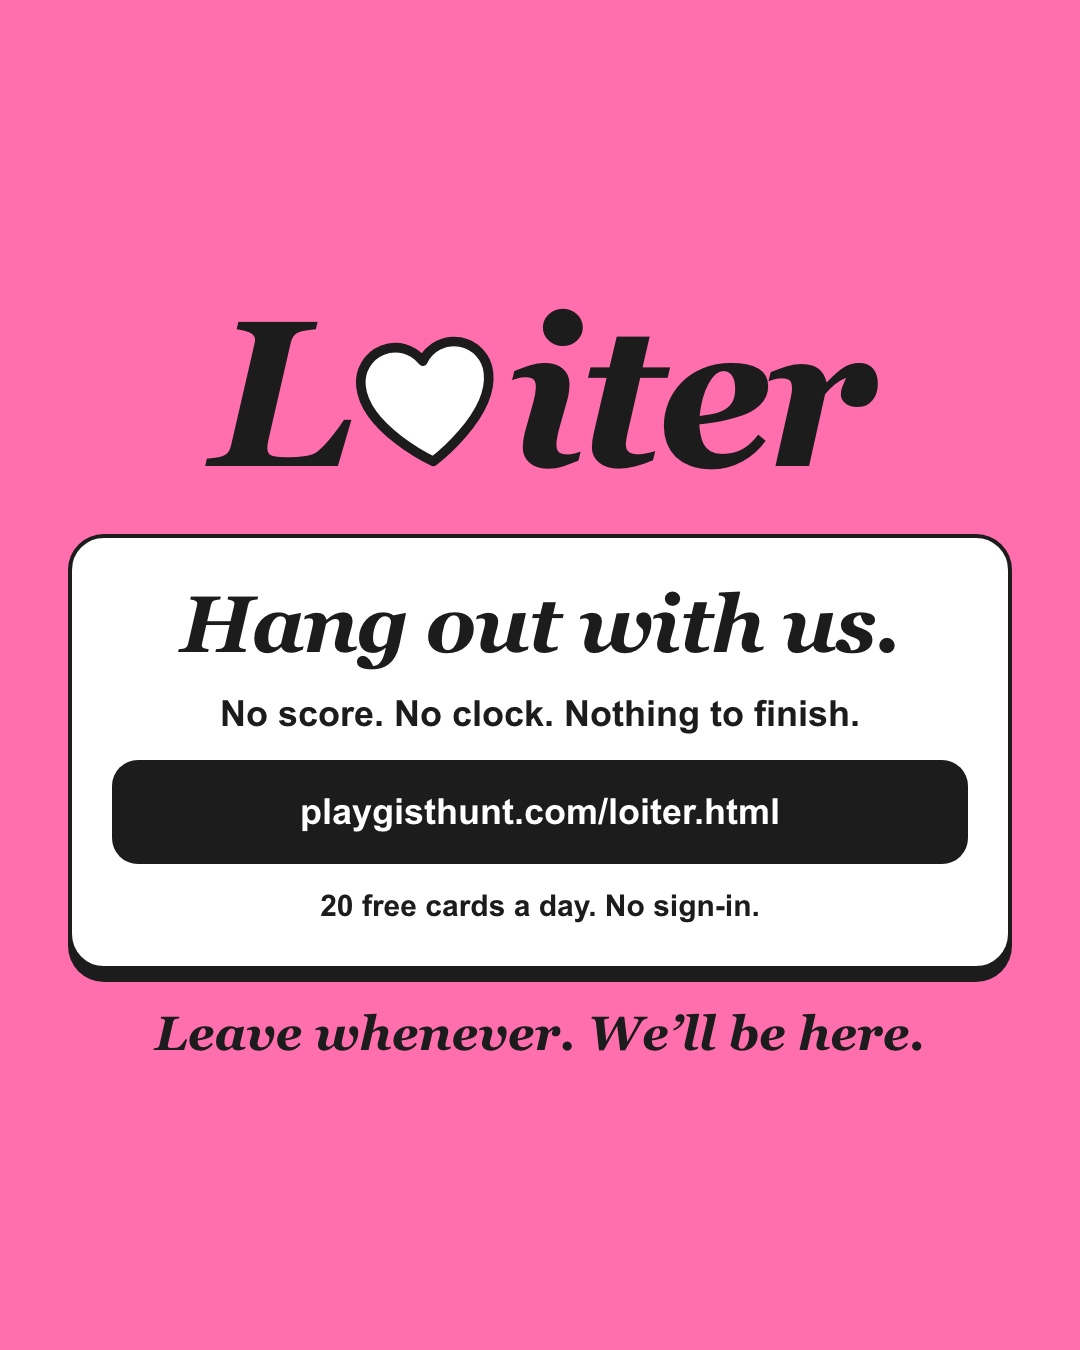 Loiter
Hang out with us.
No score. No clock. Nothing to finish.
playgisthunt.com/loiter.html
20 free cards a day. No sign-in.
Leave whenever. We’ll be here.